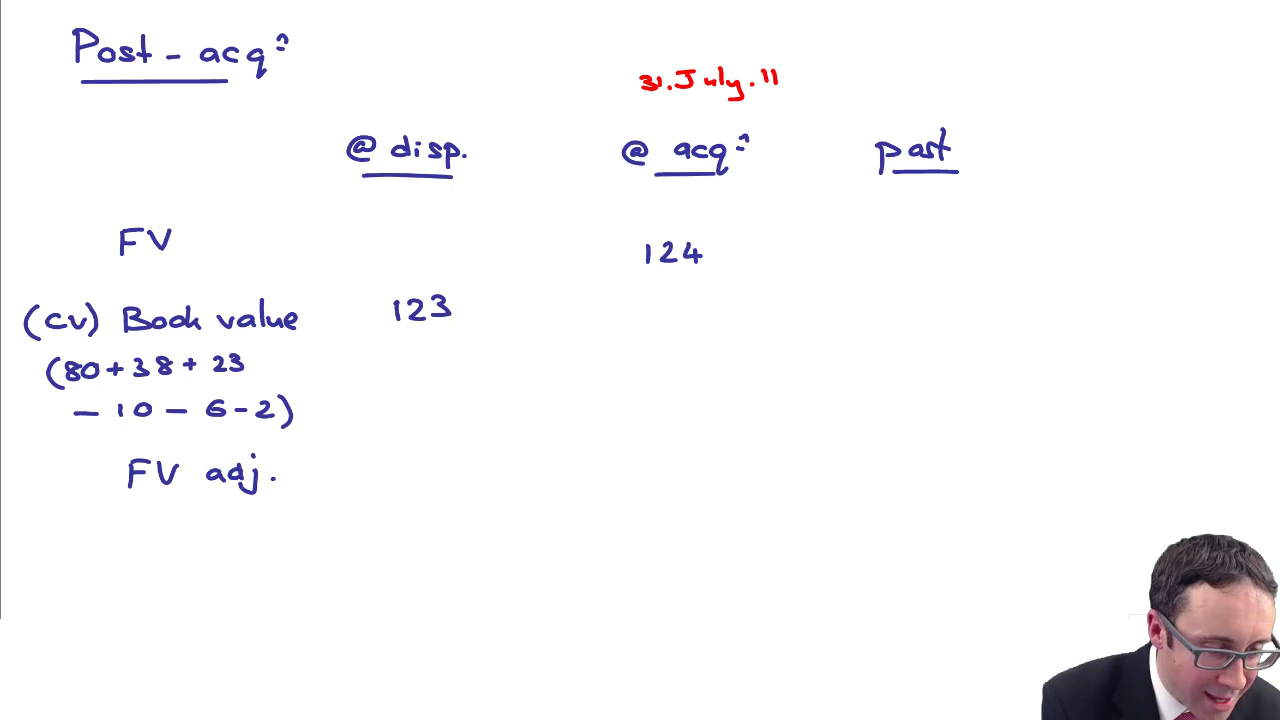 Post - acqⁿ
31. July. 11
@ disp. @ acqⁿ post
FV 124
(CV) Book value 123
(80 + 38 + 23
- 10 - 6 - 2)
FV adj.